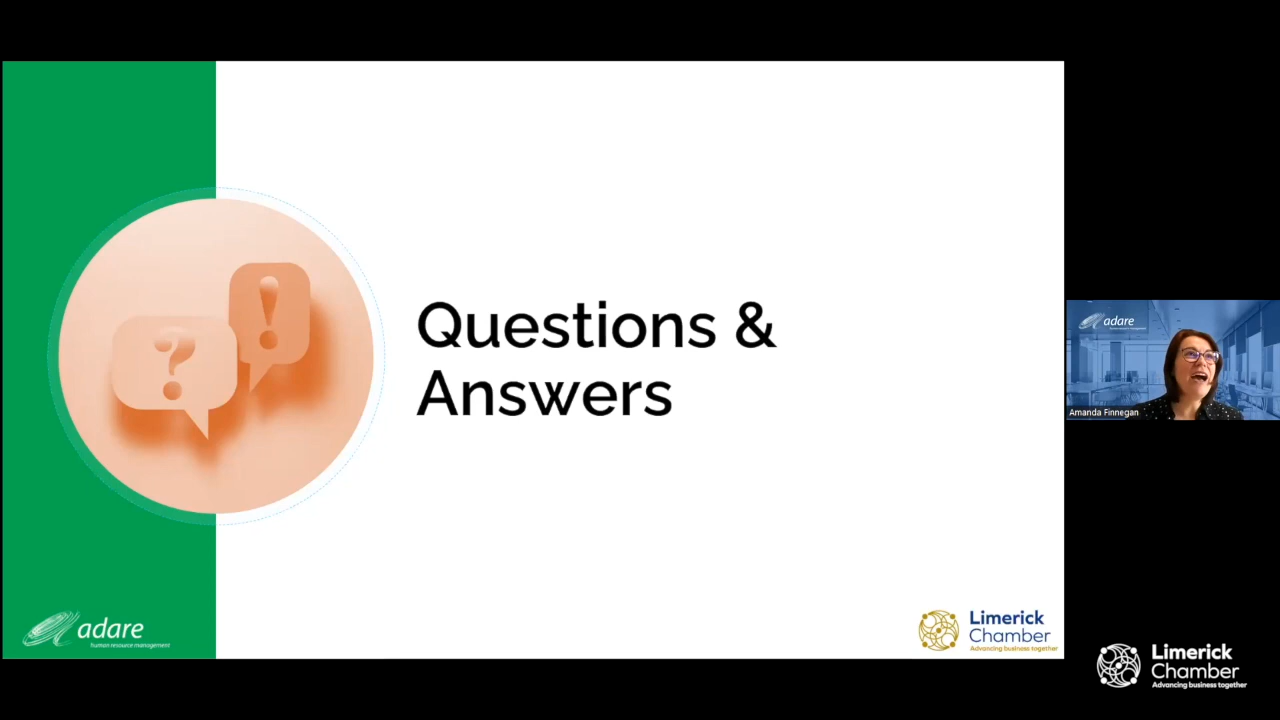 ?
!
Questions &
Answers
adare
human resource management
Limerick
Chamber
Advancing business together
adare
Amanda Finnegan
Limerick
Chamber
Advancing business together